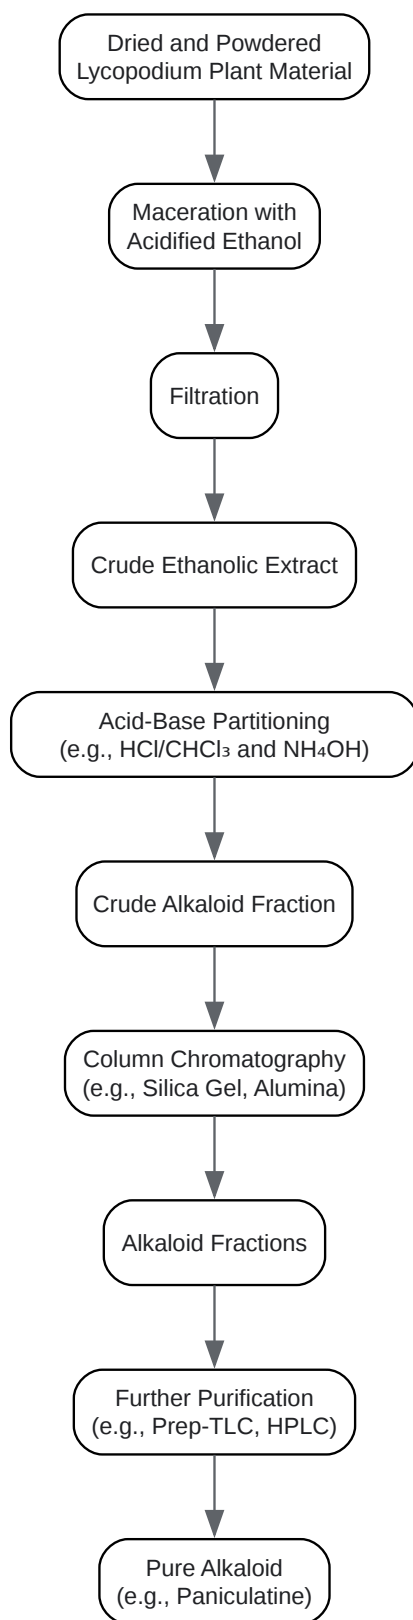 Dried and Powdered
Lycopodium Plant Material
Maceration with
Acidified Ethanol
Filtration
Crude Ethanolic Extract
Acid-Base Partitioning
(e.g., HCl/CHCl₃ and NH₄OH)
Crude Alkaloid Fraction
Column Chromatography
(e.g., Silica Gel, Alumina)
Alkaloid Fractions
Further Purification
(e.g., Prep-TLC, HPLC)
Pure Alkaloid
(e.g., Paniculatine)